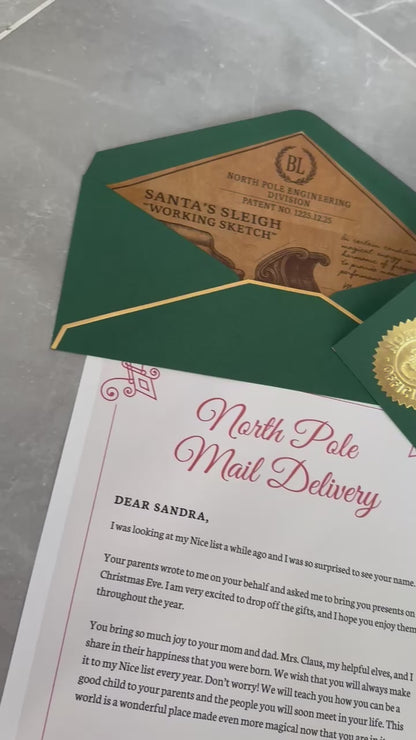 BL
NORTH POLE ENGINEERING
DIVISION
PATENT NO. 1225.12.25
SANTA'S SLEIGH
"WORKING SKETCH"
North Pole
Mail Delivery
DEAR SANDRA,
I was looking at my Nice list a while ago and I was so surprised to see your name.
Your parents wrote to me on your behalf and asked me to bring you presents on
Christmas Eve. I am very excited to drop off the gifts, and I hope you enjoy them
throughout the year.
You bring so much joy to your mom and dad. Mrs. Claus, my helpful elves, and I
share in their happiness that you were born. We wish that you will always make
it to my Nice list every year. Don't worry! We will teach you how you can be a
good child to your parents and the people you will soon meet in your life. This
world is a wonderful place made even more magical now that you are in it